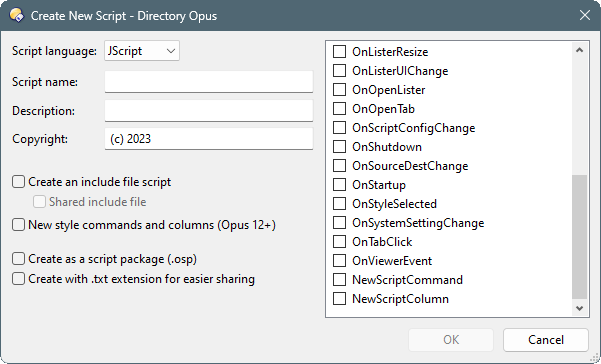 Create New Script - Directory Opus
Script language: JScript
Script name:
Description:
Copyright: (c) 2023
Create an include file script
Shared include file
New style commands and columns (Opus 12+)
Create as a script package (.osp)
Create with .txt extension for easier sharing
OnListerResize
OnListerUIChange
OnOpenLister
OnOpenTab
OnScriptConfigChange
OnShutdown
OnSourceDestChange
OnStartup
OnStyleSelected
OnSystemSettingChange
OnTabClick
OnViewerEvent
NewScriptCommand
NewScriptColumn
OK Cancel